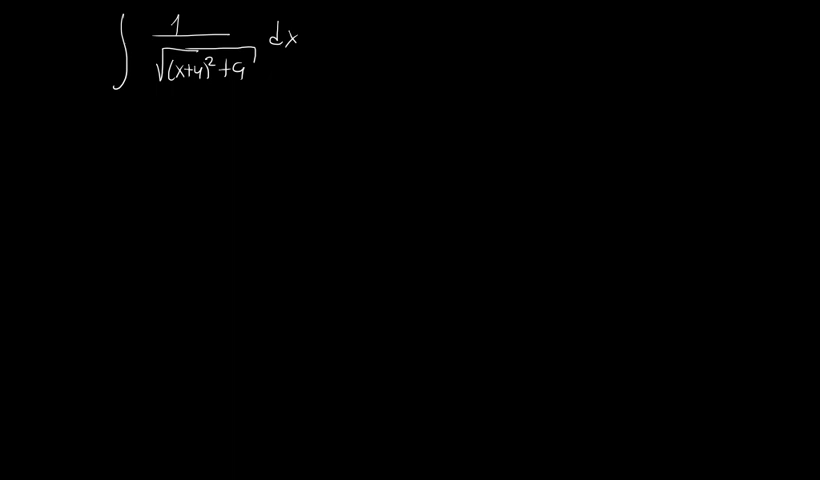 ∫ 1/√((x+4)²+9) dx